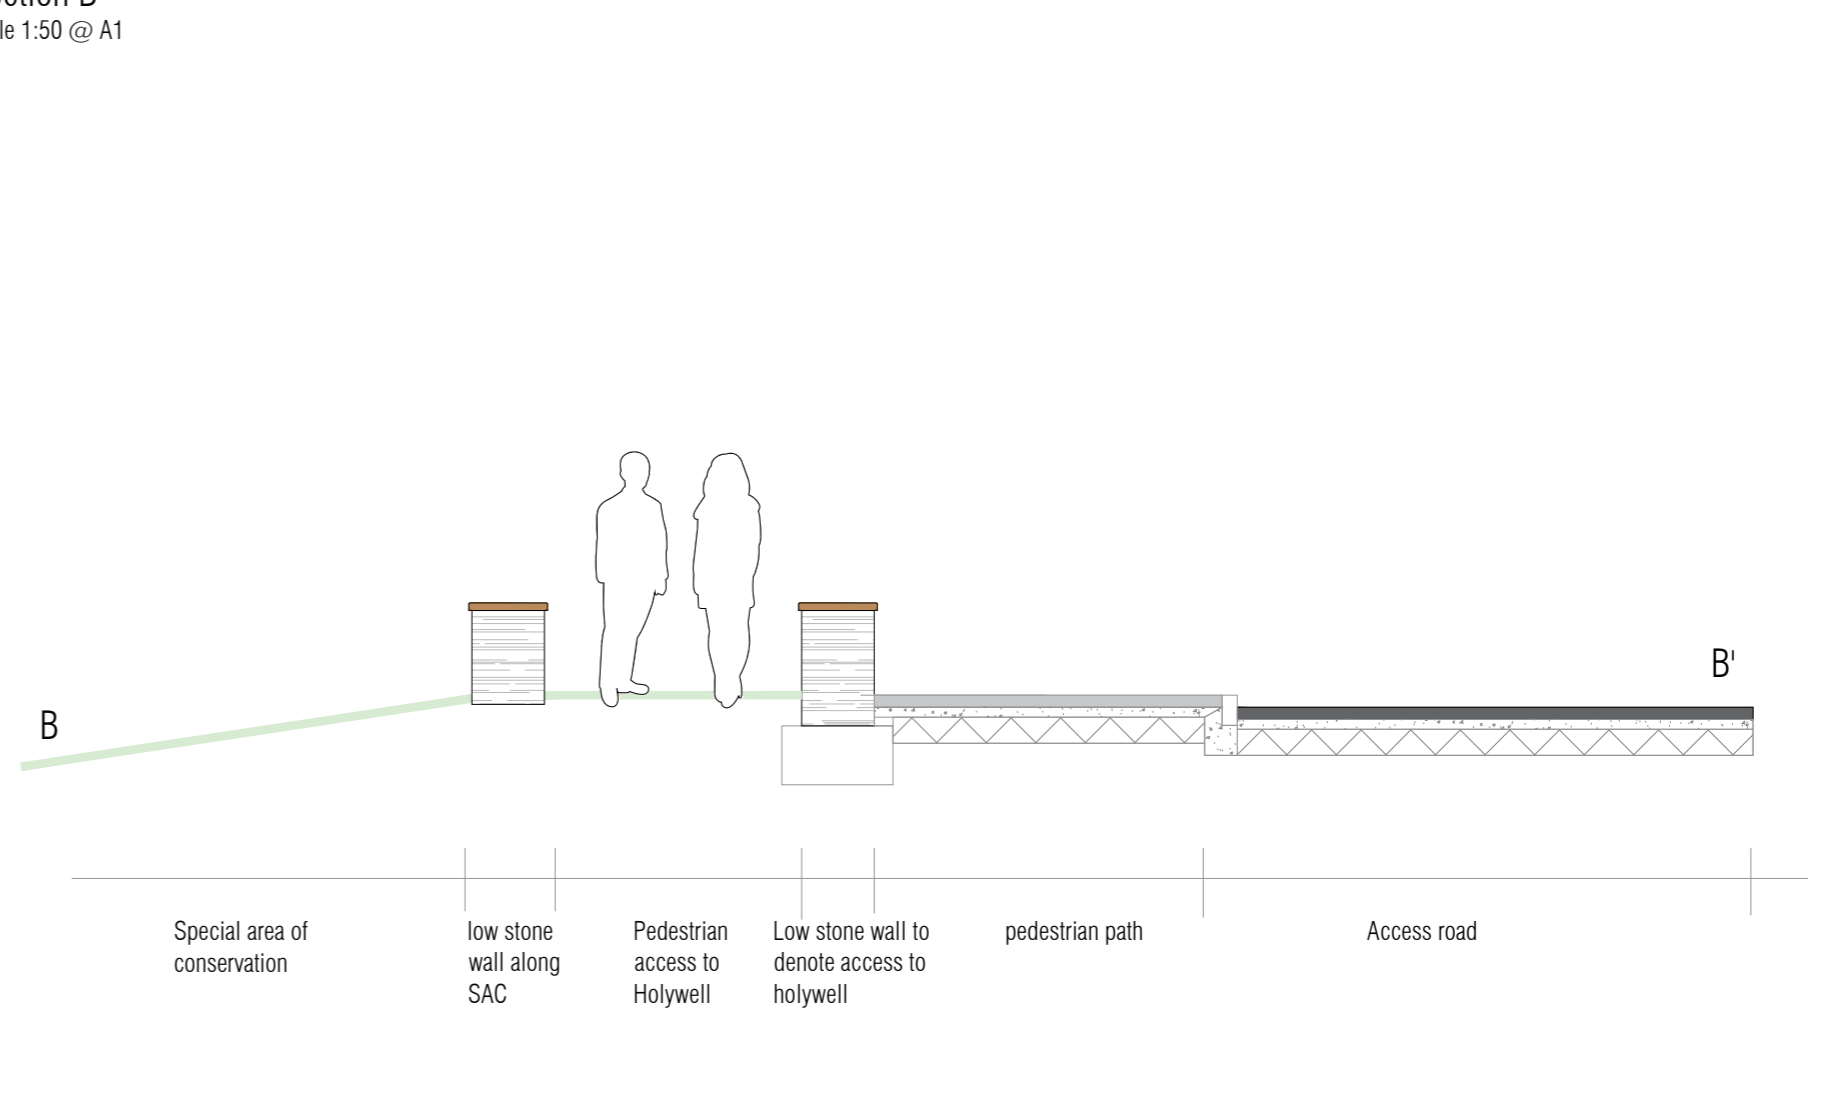 1:50 @ A1
B
B'
Special area of
conservation
low stone
wall along
SAC
Pedestrian
access to
Holywell
Low stone wall to
denote access to
holywell
pedestrian path
Access road